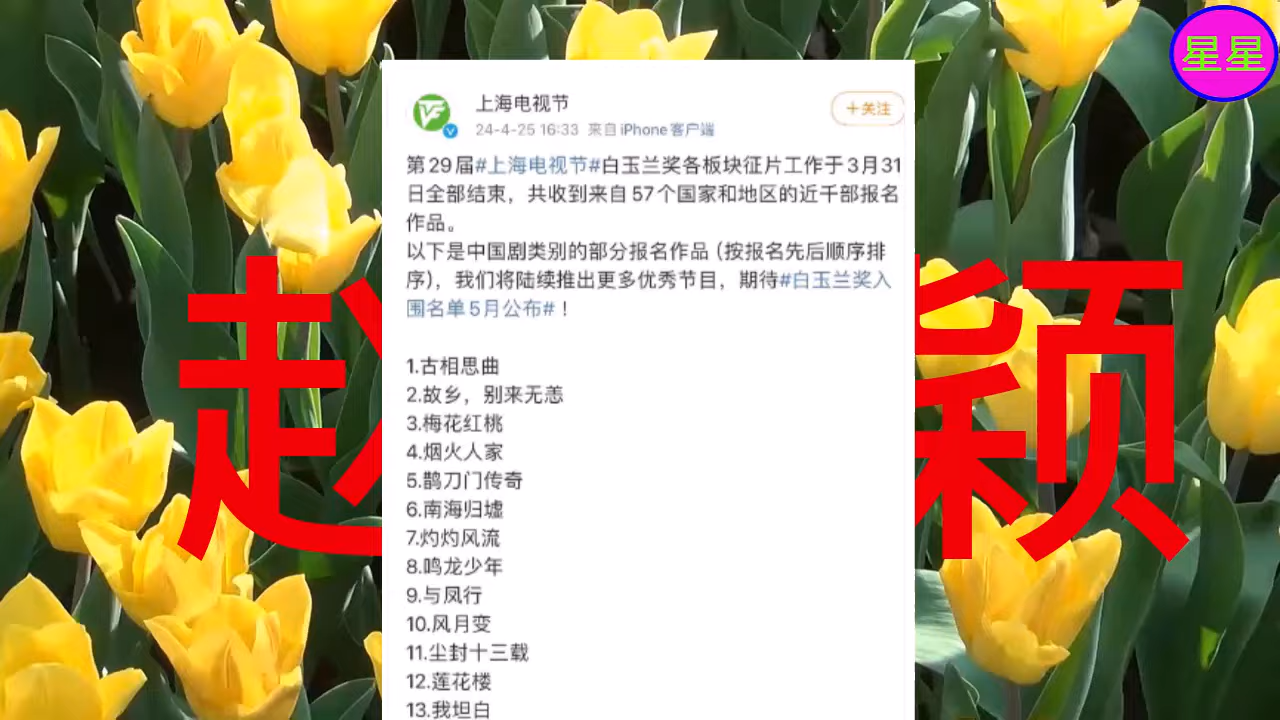 星星
上海电视节
24-4-25 16:33 来自 iPhone客户端
+关注
第29届#上海电视节#白玉兰奖各板块征片工作于3月31
日全部结束，共收到来自57个国家和地区的近千部报名
作品。
以下是中国剧类别的部分报名作品（按报名先后顺序排
序），我们将陆续推出更多优秀节目，期待#白玉兰奖入
围名单5月公布#！
1.古相思曲
2.故乡，别来无恙
3.梅花红桃
4.烟火人家
5.鹊刀门传奇
6.南海归墟
7.灼灼风流
8.鸣龙少年
9.与凤行
10.风月变
11.尘封十三载
12.莲花楼
13.我坦白
颖